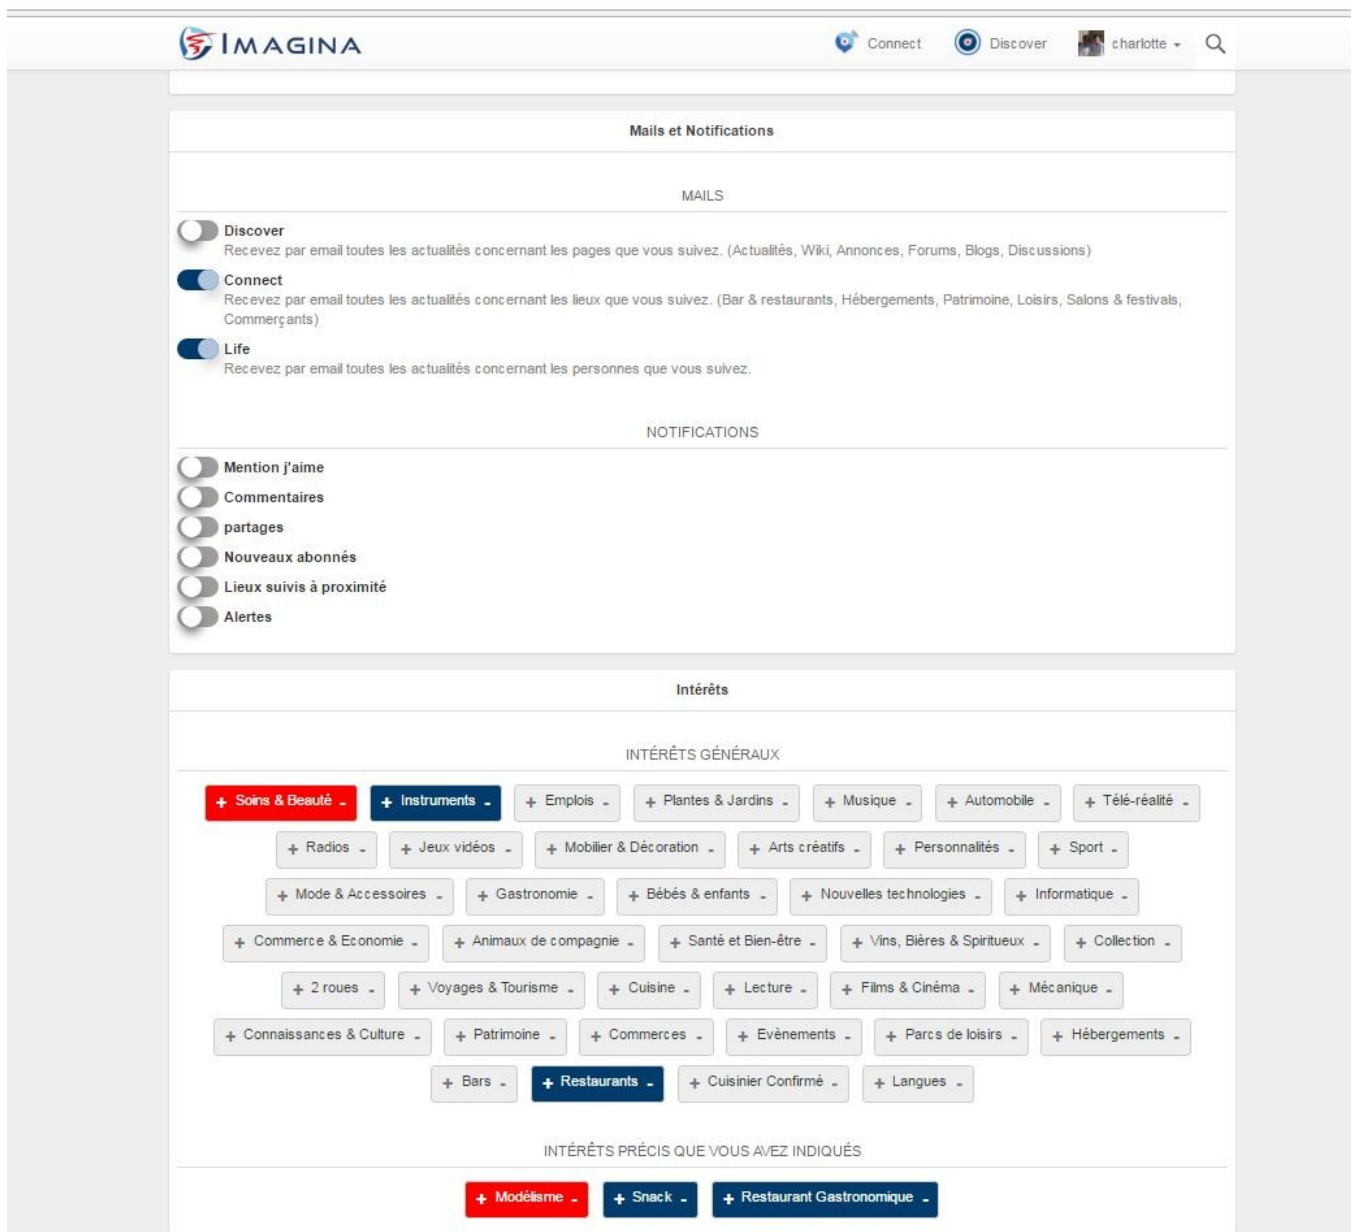 IMAGINA Connect Discover charlotte
Mails et Notifications
MAILS
Discover
Recevez par email toutes les actualités concernant les pages que vous suivez. (Actualités, Wiki, Annonces, Forums, Blogs, Discussions)
Connect
Recevez par email toutes les actualités concernant les lieux que vous suivez. (Bar & restaurants, Hébergements, Patrimoine, Loisirs, Salons & festivals,
Commerçants)
Life
Recevez par email toutes les actualités concernant les personnes que vous suivez.
NOTIFICATIONS
Mention j'aime
Commentaires
partages
Nouveaux abonnés
Lieux suivis à proximité
Alertes
Intérêts
INTÉRÊTS GÉNÉRAUX
+ Soins & Beauté - + Instruments - + Emplois - + Plantes & Jardins - + Musique - + Automobile - + Télé-réalité -
+ Radios - + Jeux vidéos - + Mobilier & Décoration - + Arts créatifs - + Personnalités - + Sport -
+ Mode & Accessoires - + Gastronomie - + Bébés & enfants - + Nouvelles technologies - + Informatique -
+ Commerce & Economie - + Animaux de compagnie - + Santé et Bien-être - + Vins, Bières & Spiritueux - + Collection -
+ 2 roues - + Voyages & Tourisme - + Cuisine - + Lecture - + Films & Cinéma - + Mécanique -
+ Connaissances & Culture - + Patrimoine - + Commerces - + Evènements - + Parcs de loisirs - + Hébergements -
+ Bars - + Restaurants - + Cuisinier Confirmé - + Langues -
INTÉRÊTS PRÉCIS QUE VOUS AVEZ INDIQUÉS
+ Modélisme - + Snack - + Restaurant Gastronomique -